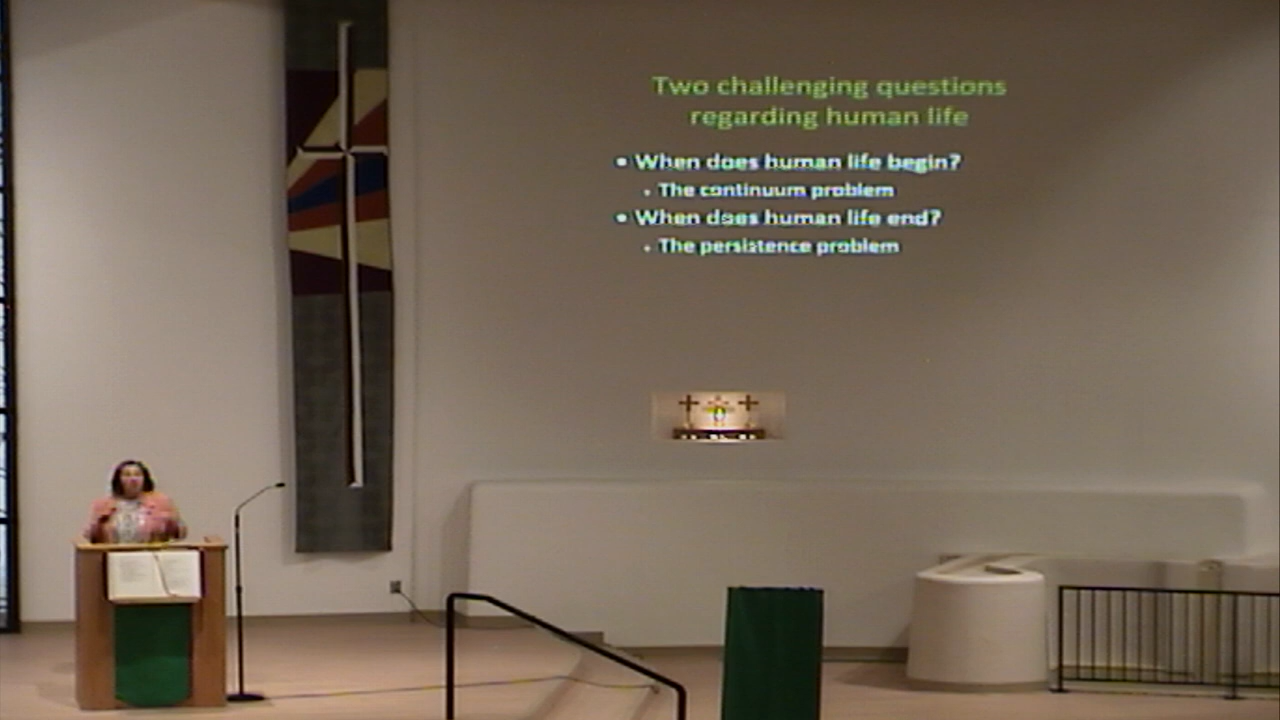 Two challenging questions
regarding human life
• When does human life begin?
• The continuum problem
• When does human life end?
• The persistence problem